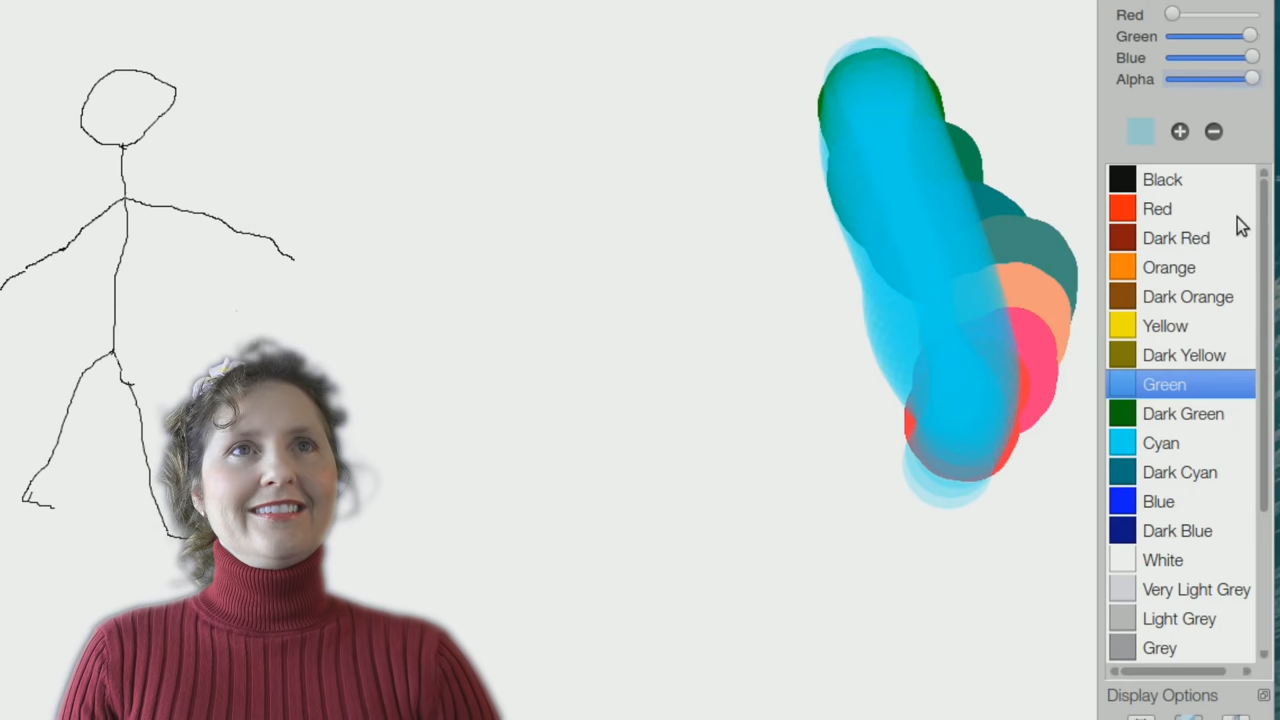 Red
Green
Blue
Alpha
Black
Red
Dark Red
Orange
Dark Orange
Yellow
Dark Yellow
Green
Dark Green
Cyan
Dark Cyan
Blue
Dark Blue
White
Very Light Grey
Light Grey
Grey
Display Options